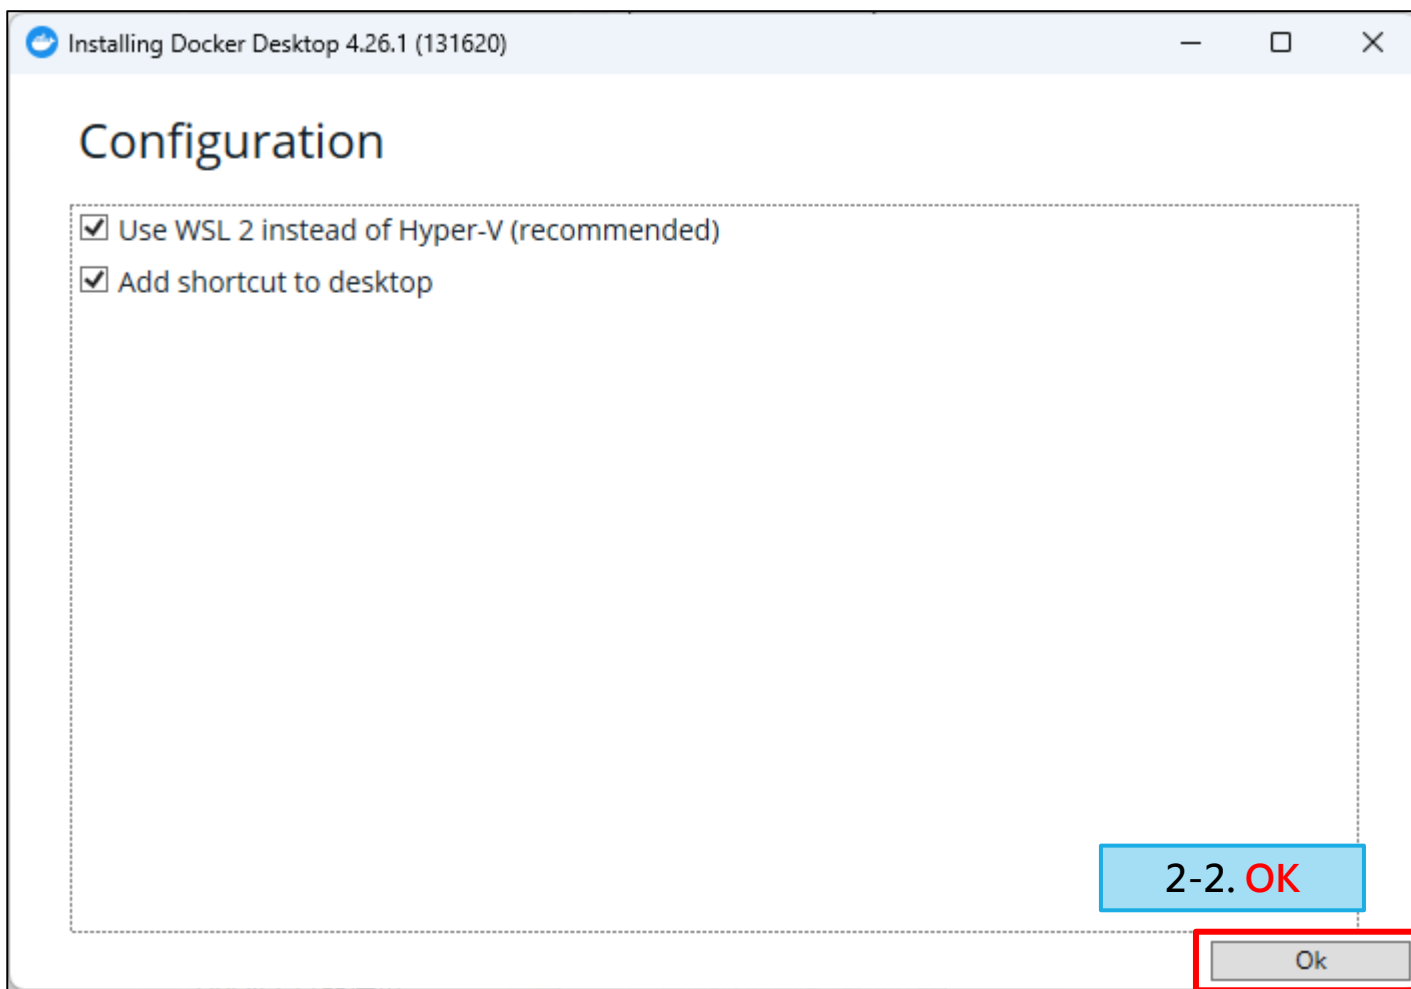 Installing Docker Desktop 4.26.1 (131620)
Configuration
Use WSL 2 instead of Hyper-V (recommended)
Add shortcut to desktop
2-2. OK
Ok